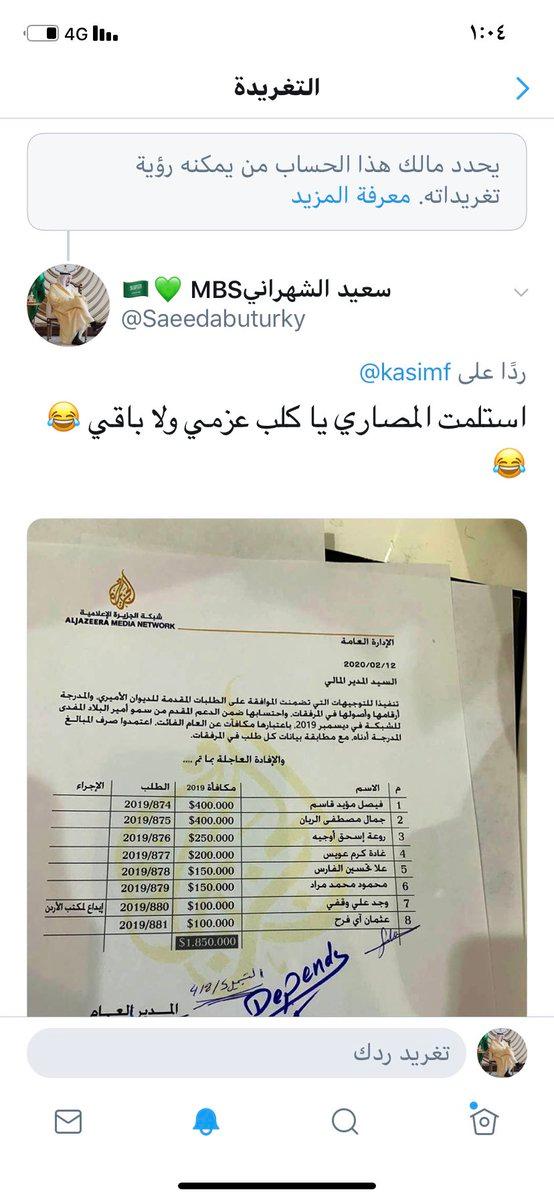 4G
١:٠٤
التغريدة
يحدد مالك هذا الحساب من يمكنه رؤية
تغريداته. معرفة المزيد
سعيد الشهرانيMBS
@Saeedabuturky
ردًا على @kasimf
استلمت المصاري يا كلب عزمي ولا باقي 😂
😂
شبكة الجزيرة الإعلامية
ALJAZEERA MEDIA NETWORK
الإدارة العامة
2020/02/12
السيد المدير المالي
تنفيذا للتوجيهات التي تضمنت الموافقة على الطلبات المقدمة للديوان الأميري، والمدرجة
أرقامها وأصولها في المرفقات، واحتسابها ضمن الدعم المقدم من سمو أمير البلاد المفدى
للشبكة في ديسمبر 2019، باعتبارها مكافآت عن العام الفائت، اعتمدوا صرف المبالغ
المدرجة أدناه، مع مطابقة بيانات كل طلب في المرفقات.
والإفادة العاجلة بما تم ....
م الاسم مكافأة 2019 الطلب الإجراء
1 فيصل مؤيد قاسم $400.000 2019/874
2 جمال مصطفى الريان $400.000 2019/875
3 روعة إسحق أوجيه $250.000 2019/876
4 غادة كرم عويس $200.000 2019/877
5 علا تحسين الفارس $150.000 2019/878
6 محمود محمد مراد $150.000 2019/879
7 وجد علي وقفي $100.000 2019/880 إيداع لمكتب الأردن
8 عثمان آي فرح $100.000 2019/881
$1.850.000
Depends
المدير العام
تغريد ردك